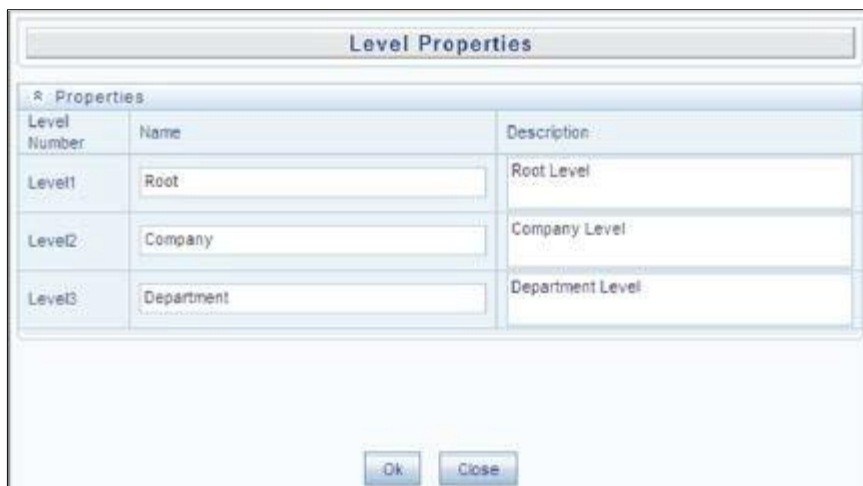 Level Properties
Properties
Level
Number
Name
Description
Level1
Root
Root Level
Level2
Company
Company Level
Level3
Department
Department Level
Ok
Close